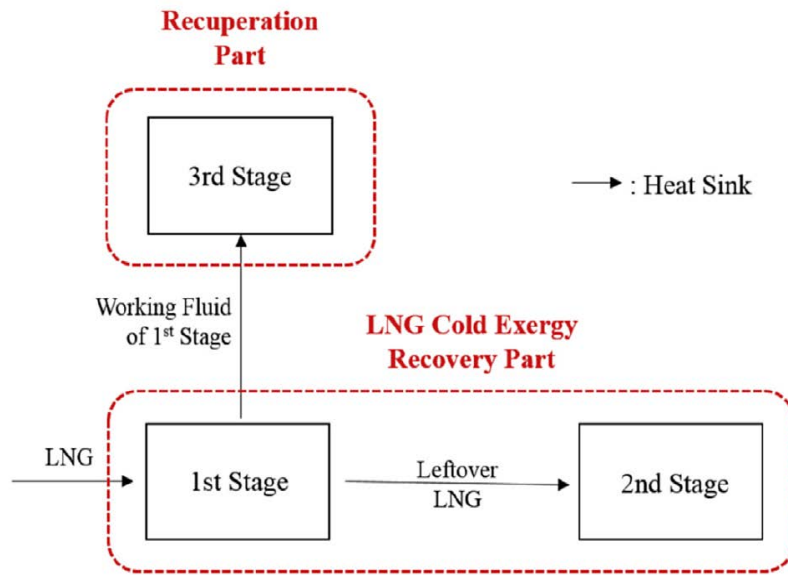 Recuperation
Part
3rd Stage
: Heat Sink
Working Fluid
of 1st Stage
LNG Cold Exergy
Recovery Part
LNG
1st Stage
Leftover
LNG
2nd Stage